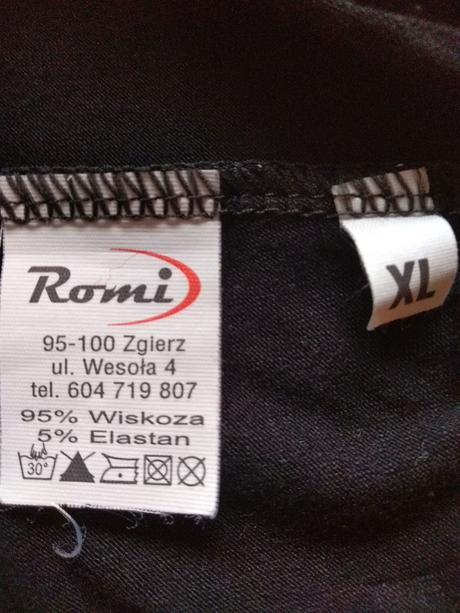 Romi
95-100 Zgierz
ul. Wesoła 4
tel. 604 719 807
95% Wiskoza
5% Elastan
30°
XL